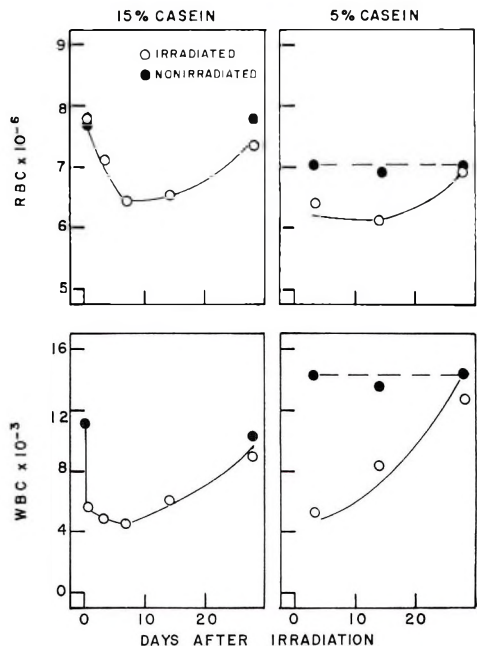 15% CASEIN
5% CASEIN
○ IRRADIATED
● NONIRRADIATED
RBC x 10⁻⁶
9
8
7
6
5
WBC x 10⁻³
16
12
8
4
0
0 10 20
0 10 20 30
DAYS AFTER IRRADIATION